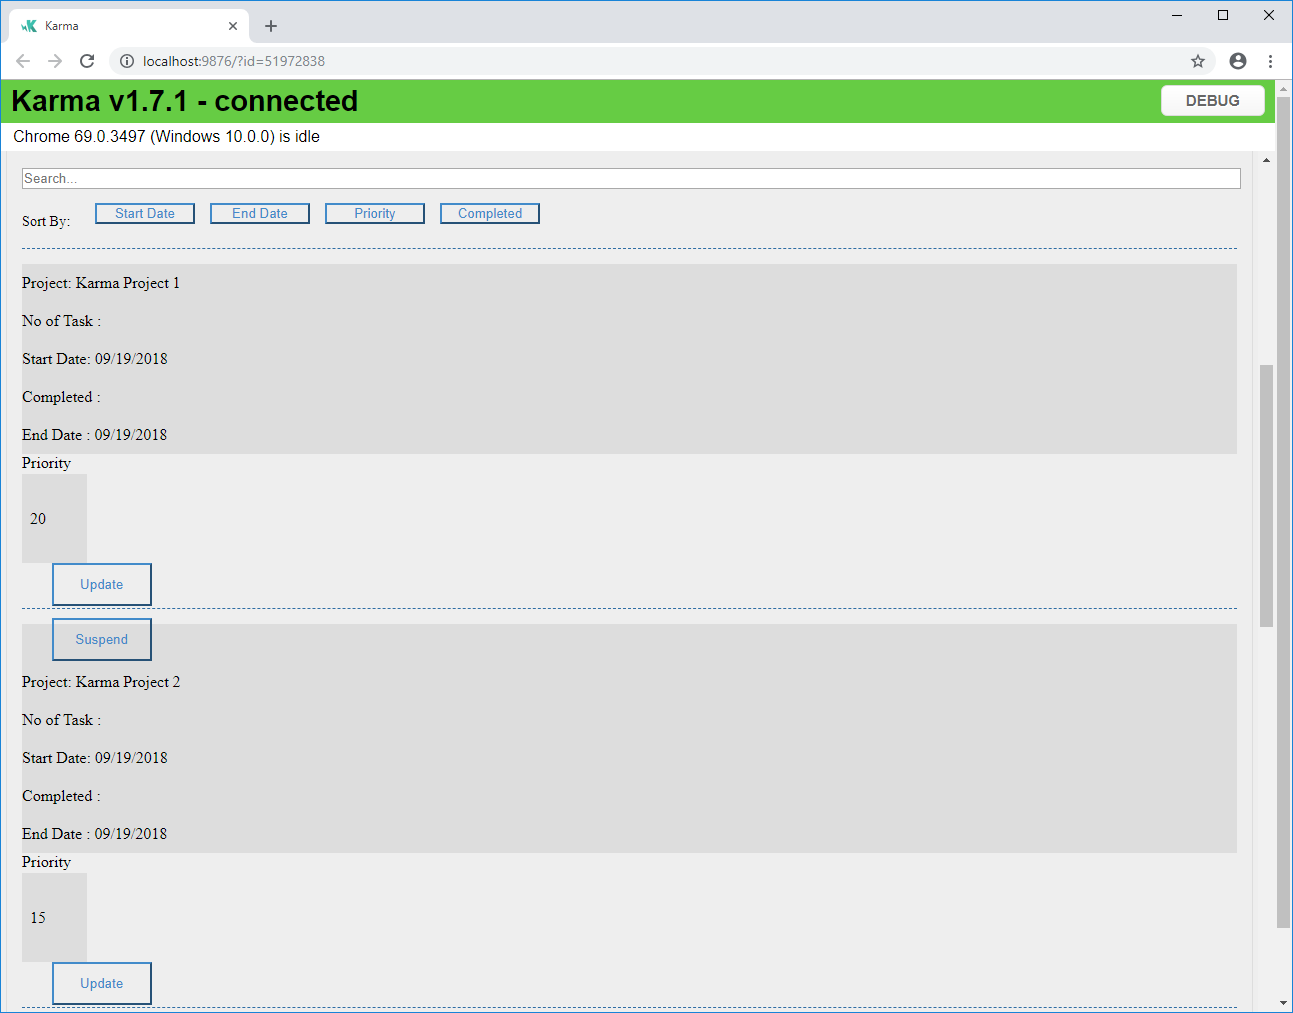 Karma
localhost:9876/?id=51972838
Karma v1.7.1 - connected
DEBUG
Chrome 69.0.3497 (Windows 10.0.0) is idle
Search...
Sort By: Start Date End Date Priority Completed
Project: Karma Project 1
No of Task :
Start Date: 09/19/2018
Completed :
End Date : 09/19/2018
Priority
20
Update
Suspend
Project: Karma Project 2
No of Task :
Start Date: 09/19/2018
Completed :
End Date : 09/19/2018
Priority
15
Update